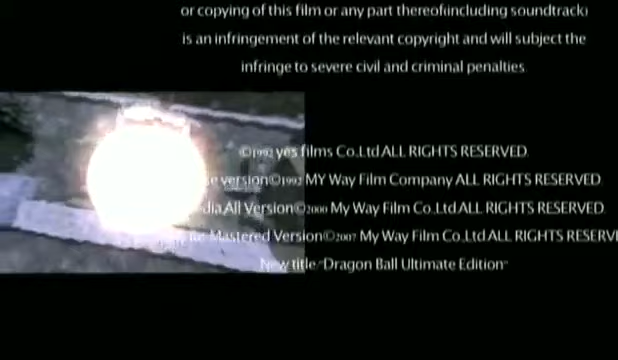 or copying of this film or any part thereof(including soundtrack)
is an infringement of the relevant copyright and will subject the
infringe to severe civil and criminal penalties.
©1992 yes films Co.Ltd ALL RIGHTS RESERVED.
version©1992 MY Way Film Company ALL RIGHTS RESERVED.
All Version©2000 My Way Film Co.,Ltd.ALL RIGHTS RESERVED.
Mastered Version©2007 My Way Film Co.,Ltd.ALL RIGHTS RESERV
New title:"Dragon Ball Ultimate Edition"